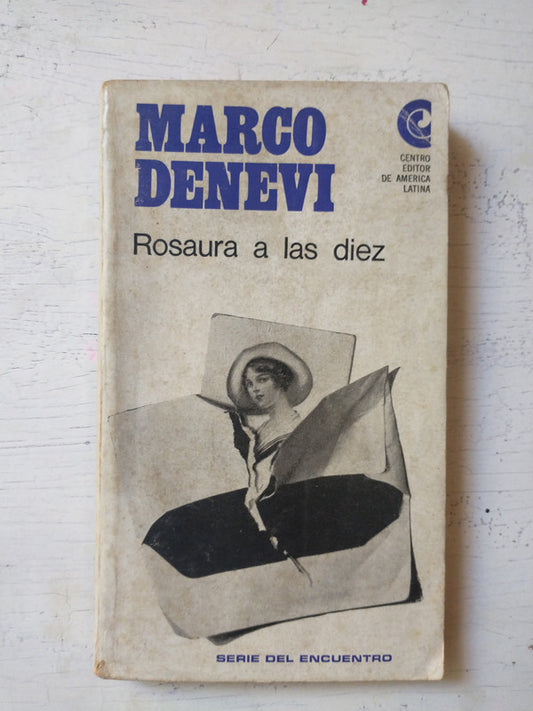 MARCO
DENEVI
CENTRO
EDITOR
DE AMERICA
LATINA
Rosaura a las diez
SERIE DEL ENCUENTRO